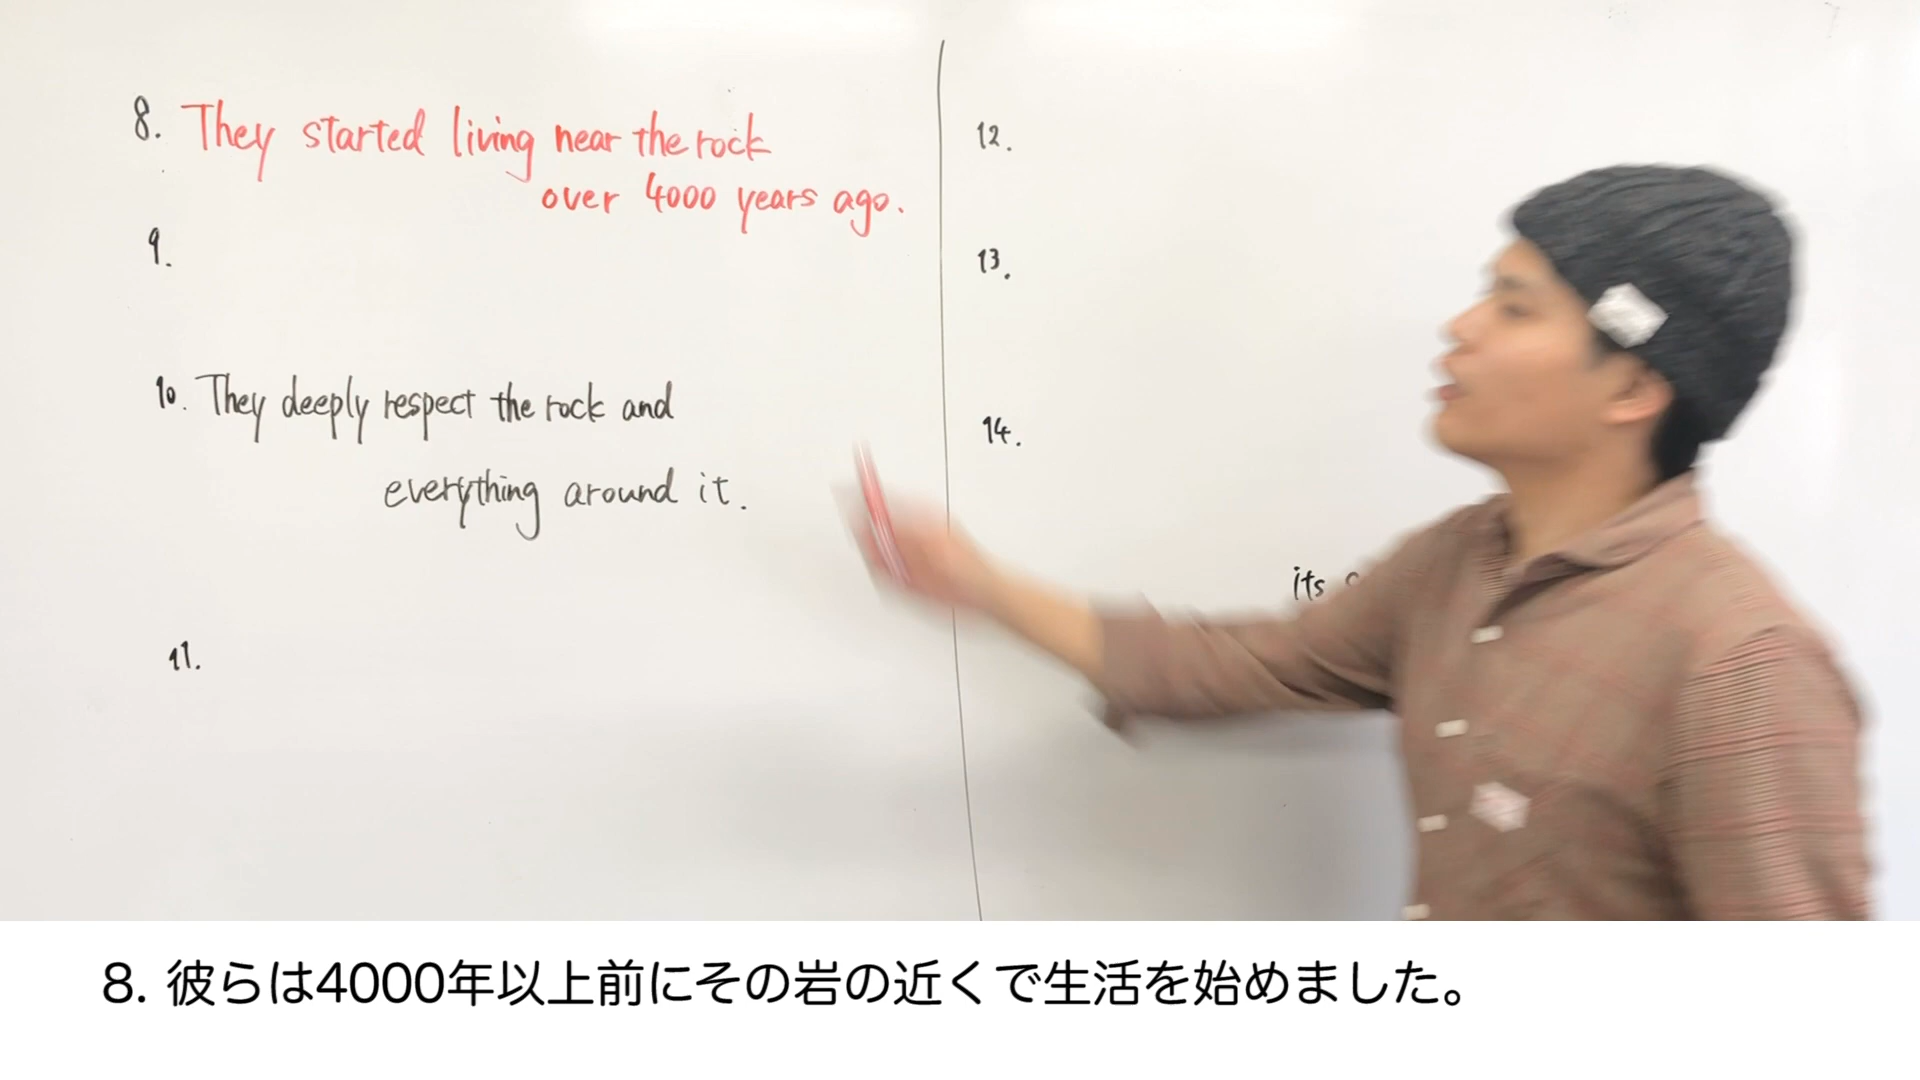 8. They started living near the rock
over 4000 years ago.
9.
10. They deeply respect the rock and
everything around it.
11.
12.
13.
14.
its
8. 彼らは4000年以上前にその岩の近くで生活を始めました。